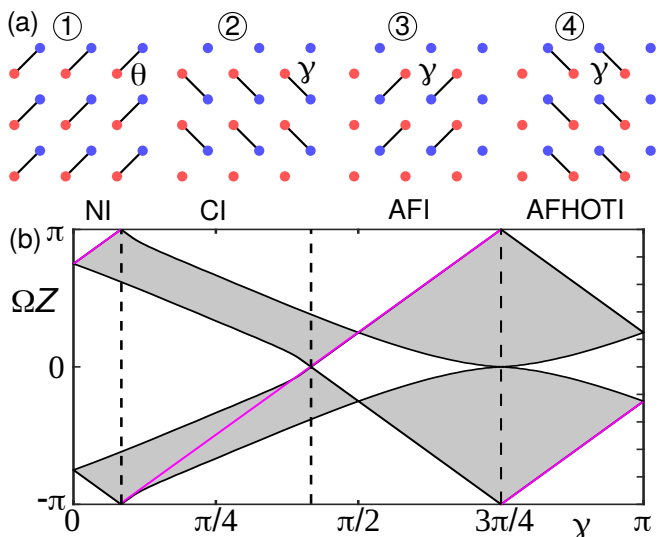 (a) ① ② ③ ④
θ γ γ γ
NI CI AFI AFHOTI
(b) π
ΩZ 0
-π
0 π/4 π/2 3π/4 γ π